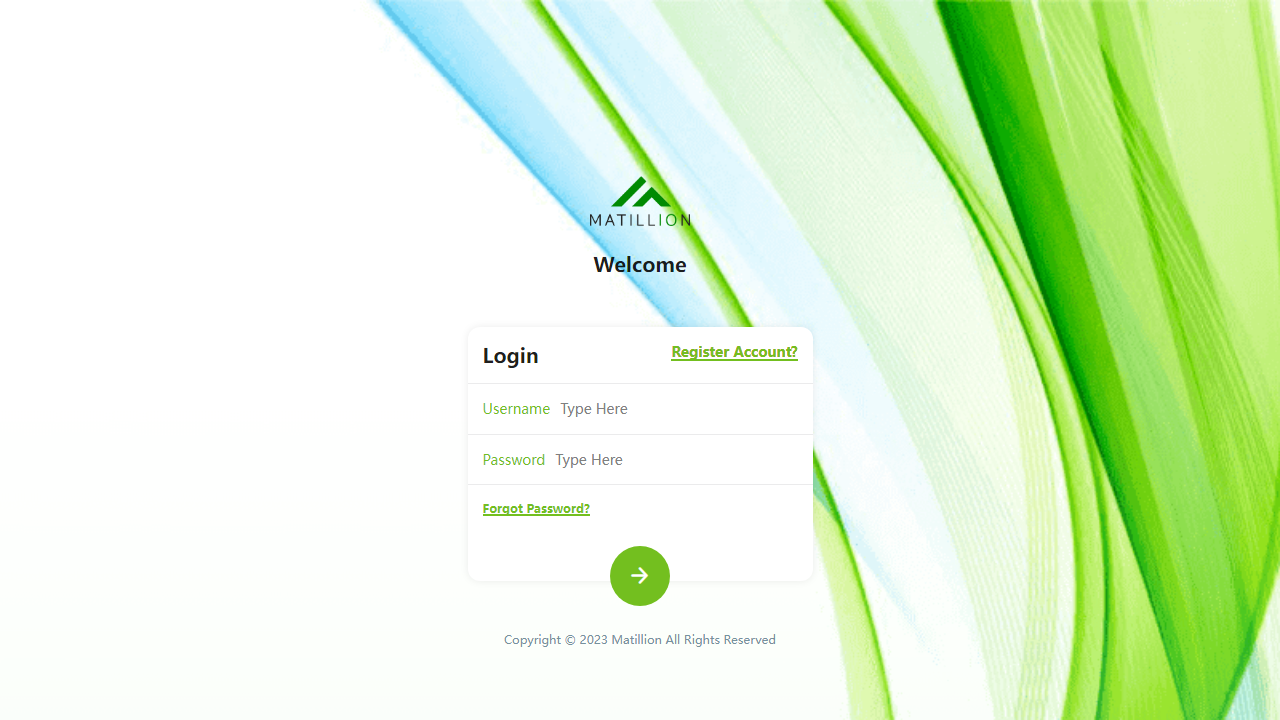 MATILLION
Welcome
Login
Register Account?
Username Type Here
Password Type Here
Forgot Password?
Copyright © 2023 Matillion All Rights Reserved